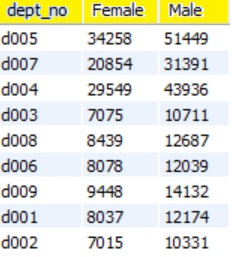 dept_no Female Male
d005 34258 51449
d007 20854 31391
d004 29549 43936
d003 7075 10711
d008 8439 12687
d006 8078 12039
d009 9448 14132
d001 8037 12174
d002 7015 10331